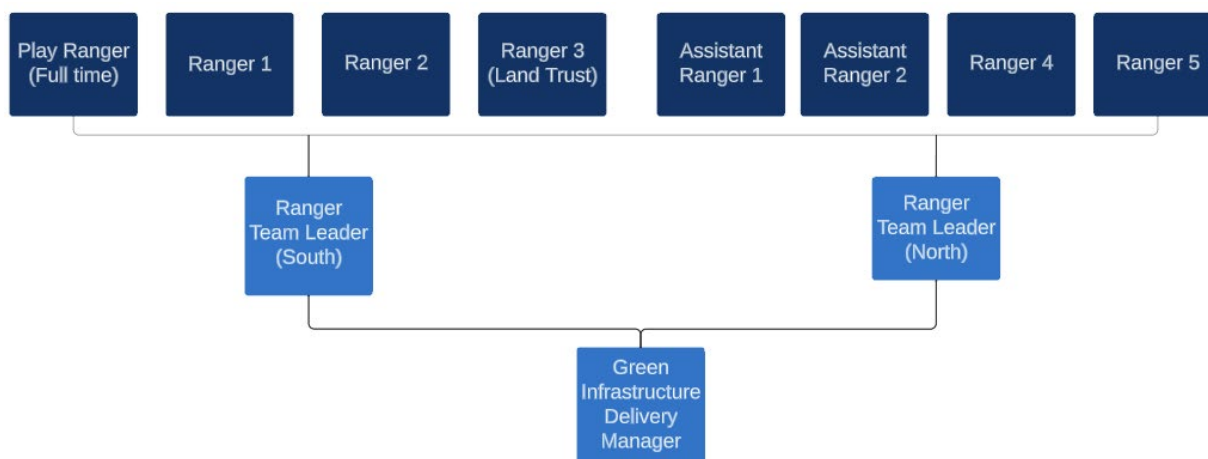 Play Ranger
(Full time)
Ranger 1
Ranger 2
Ranger 3
(Land Trust)
Assistant
Ranger 1
Assistant
Ranger 2
Ranger 4
Ranger 5
Ranger
Team Leader
(South)
Ranger
Team Leader
(North)
Green
Infrastructure
Delivery
Manager